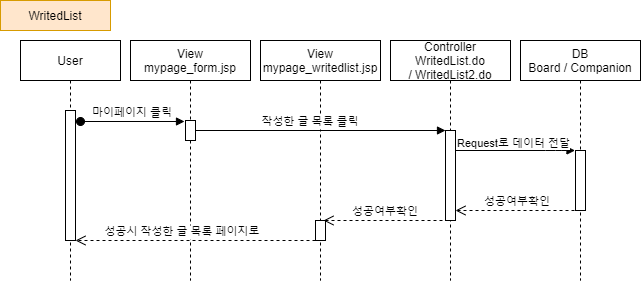 WritedList
User
View
mypage_form.jsp
View
mypage_writedlist.jsp
Controller
WritedList.do
/ WritedList2.do
DB
Board / Companion
마이페이지 클릭
작성한 글 목록 클릭
Request로 데이터 전달
성공여부확인
성공여부확인
성공시 작성한 글 목록 페이지로